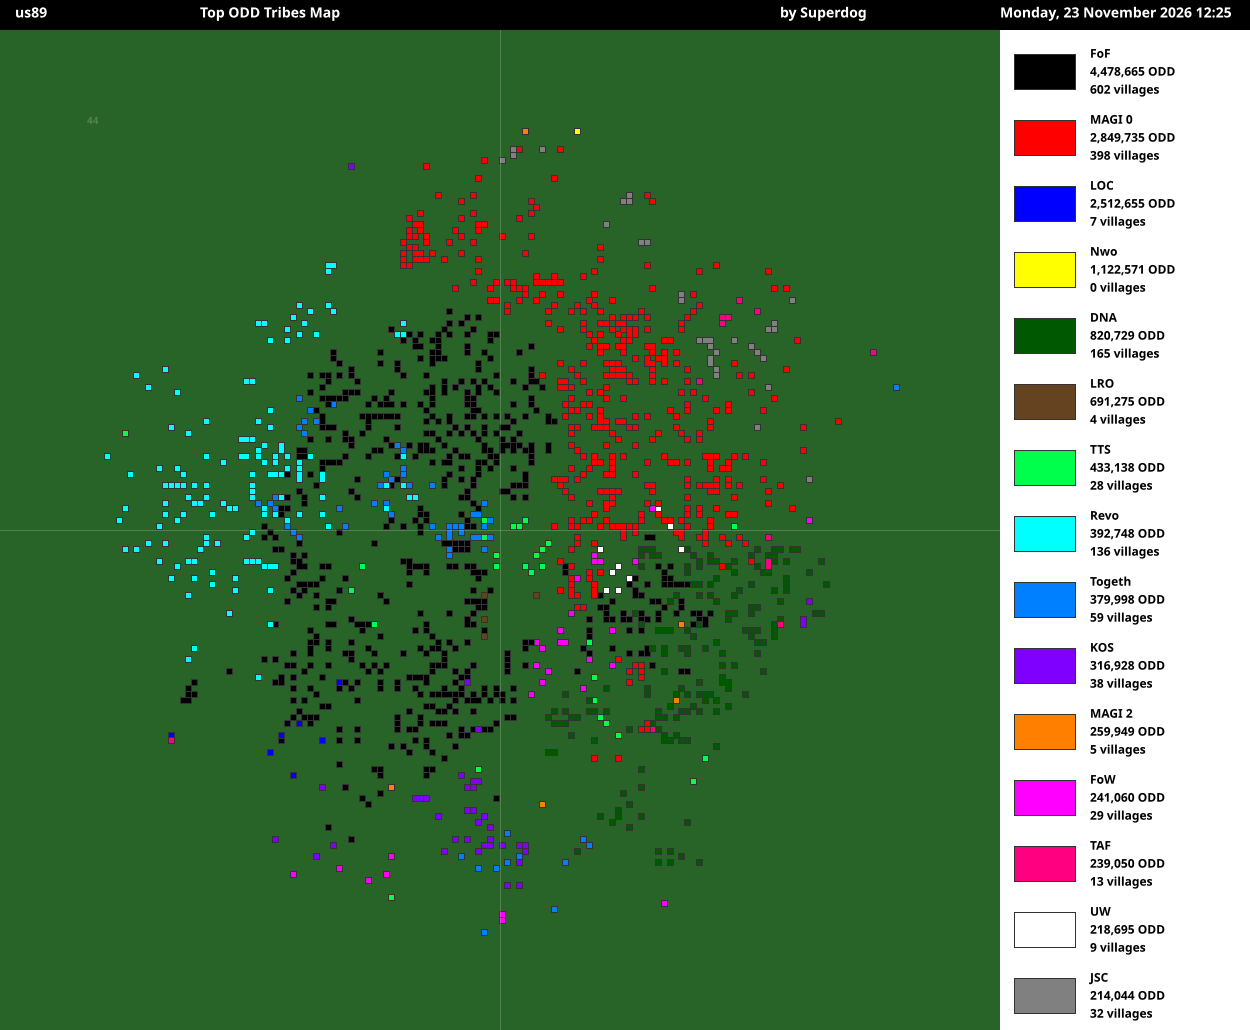 us89 Top ODD Tribes Map by Superdog Monday, 23 November 2026 12:25
44
FoF
4,478,665 ODD
602 villages
MAGI 0
2,849,735 ODD
398 villages
LOC
2,512,655 ODD
7 villages
Nwo
1,122,571 ODD
0 villages
DNA
820,729 ODD
165 villages
LRO
691,275 ODD
4 villages
TTS
433,138 ODD
28 villages
Revo
392,748 ODD
136 villages
Togeth
379,998 ODD
59 villages
KOS
316,928 ODD
38 villages
MAGI 2
259,949 ODD
5 villages
FoW
241,060 ODD
29 villages
TAF
239,050 ODD
13 villages
UW
218,695 ODD
9 villages
JSC
214,044 ODD
32 villages